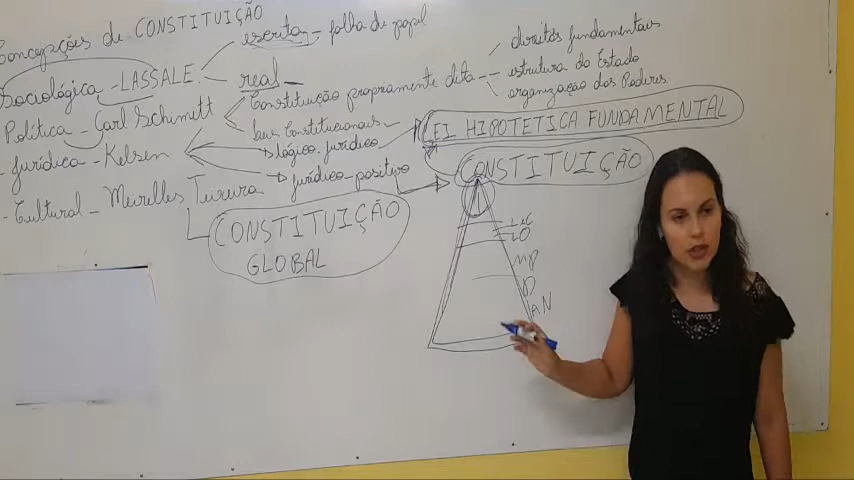 Concepções de CONSTITUIÇÃO
Sociológica - LASSALE
escrita - folha de papel
real
Política - Carl Schimitt
Constituição propriamente dita -
direitos fundamentais
estrutura do Estado
organização dos Poderes
Leis Constitucionais
- Jurídica - Kelsen
lógico-jurídico
LEI HIPOTETICA FUNDAMENTAL
jurídico-positivo
CONSTITUIÇÃO
- Cultural - Meirelles Teixeira
CONSTITUIÇÃO
GLOBAL
LC
LO
MP
D
AN